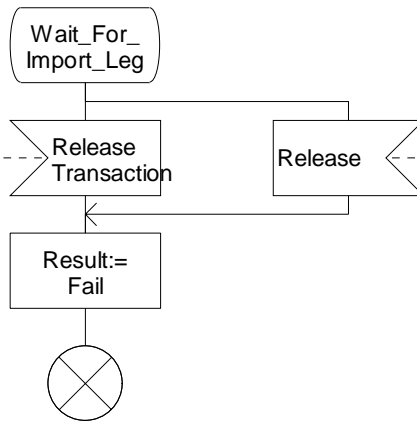 Wait_For_
Import_Leg
Release
Transaction
Release
Result:=
Fail